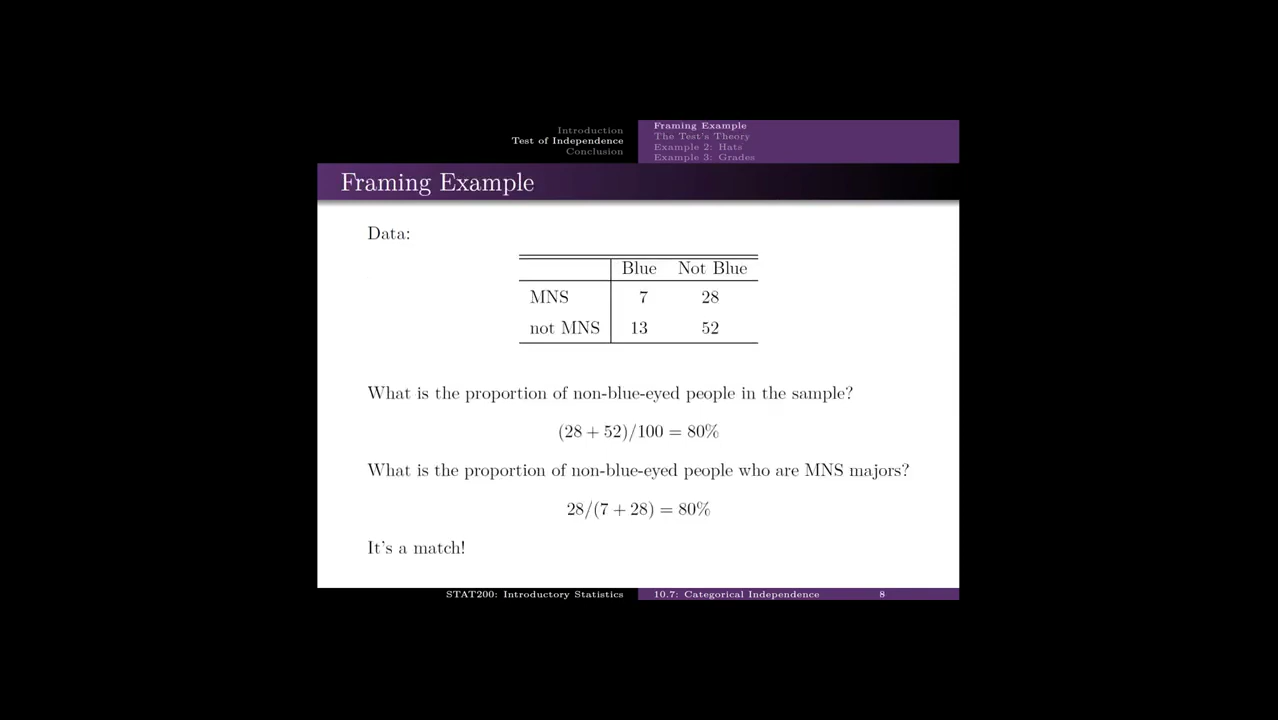 Introduction
Test of Independence
Conclusion
Framing Example
The Test's Theory
Example 2: Hats
Example 3: Grades
Framing Example
Data:
Blue Not Blue
MNS 7 28
not MNS 13 52
What is the proportion of non-blue-eyed people in the sample?
(28 + 52)/100 = 80%
What is the proportion of non-blue-eyed people who are MNS majors?
28/(7 + 28) = 80%
It's a match!
STAT200: Introductory Statistics 10.7: Categorical Independence 8